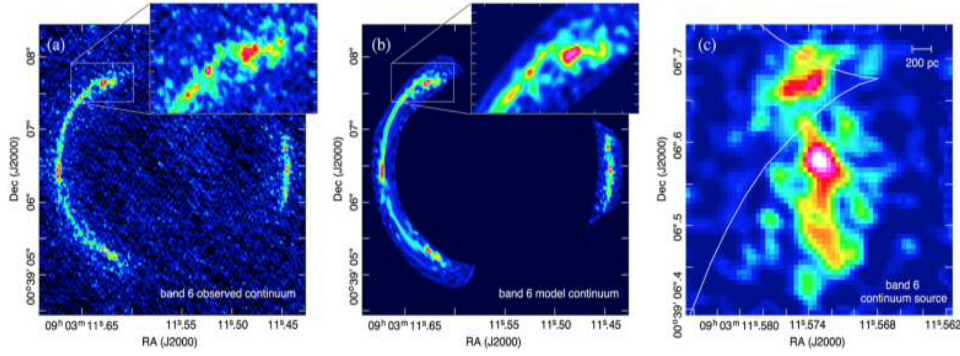 (a)
08"
07"
06"
00°39' 05"
Dec (J2000)
band 6 observed continuum
09ʰ 03ᵐ 11ˢ.65
11ˢ.55
11ˢ.50
11ˢ.45
RA (J2000)
(b)
08"
07"
06"
00°39' 05"
Dec (J2000)
band 6 model continuum
09ʰ 03ᵐ 11ˢ.65
11ˢ.55
11ˢ.50
11ˢ.45
RA (J2000)
(c)
200 pc
06".7
06".6
06".5
00°39' 06".4
Dec (J2000)
band 6
continuum source
09ʰ 03ᵐ 11ˢ.580
11ˢ.574
11ˢ.568
11ˢ.562
RA (J2000)